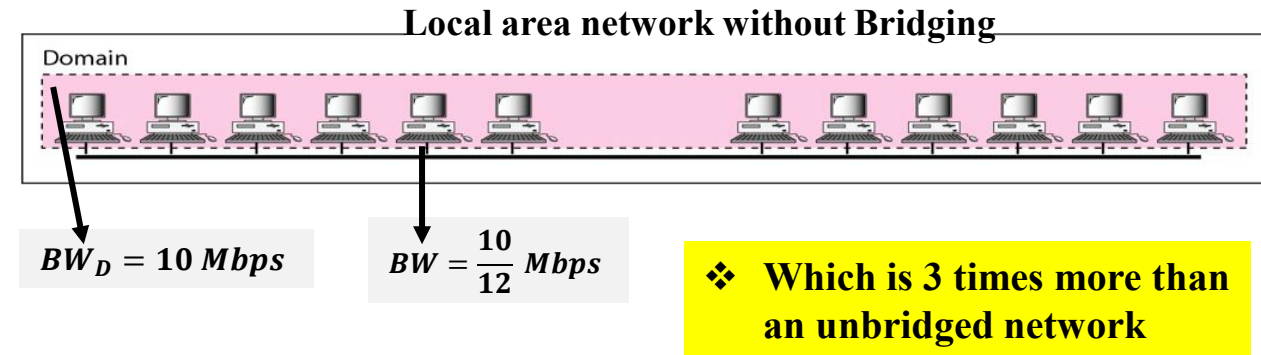 Local area network without Bridging
Domain
BW_D = 10 Mbps
BW = 10/12 Mbps
❖ Which is 3 times more than
an unbridged network